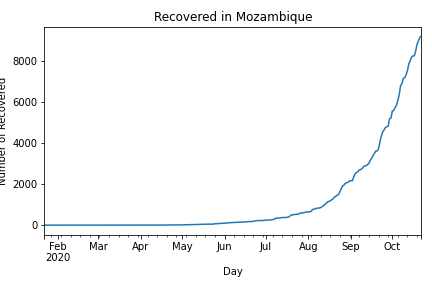 Recovered in Mozambique
Number of Recovered
8000
6000
4000
2000
0
Feb
2020
Mar
Apr
May
Jun
Jul
Aug
Sep
Oct
Day